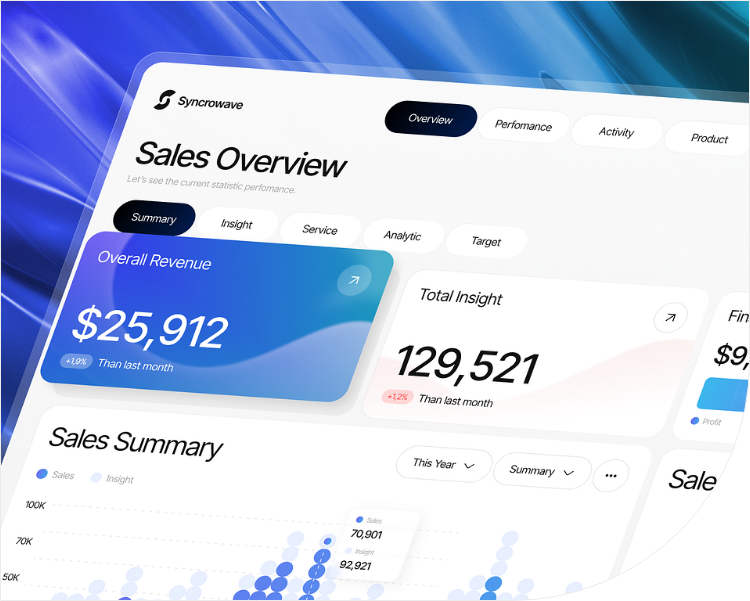 Syncrowave
Overview
Perfomance
Activity
Product
Sales Overview
Let's see the current statistic perfomance.
Summary
Insight
Service
Analytic
Target
Overall Revenue
$25,912
+1,9%
Than last month
Total Insight
129,521
+1,2%
Than last month
Fin
$9,
Profit
Sales Summary
This Year
Summary
Sales
Insight
100K
70K
50K
Sales
70,901
Insight
92,921
Sale